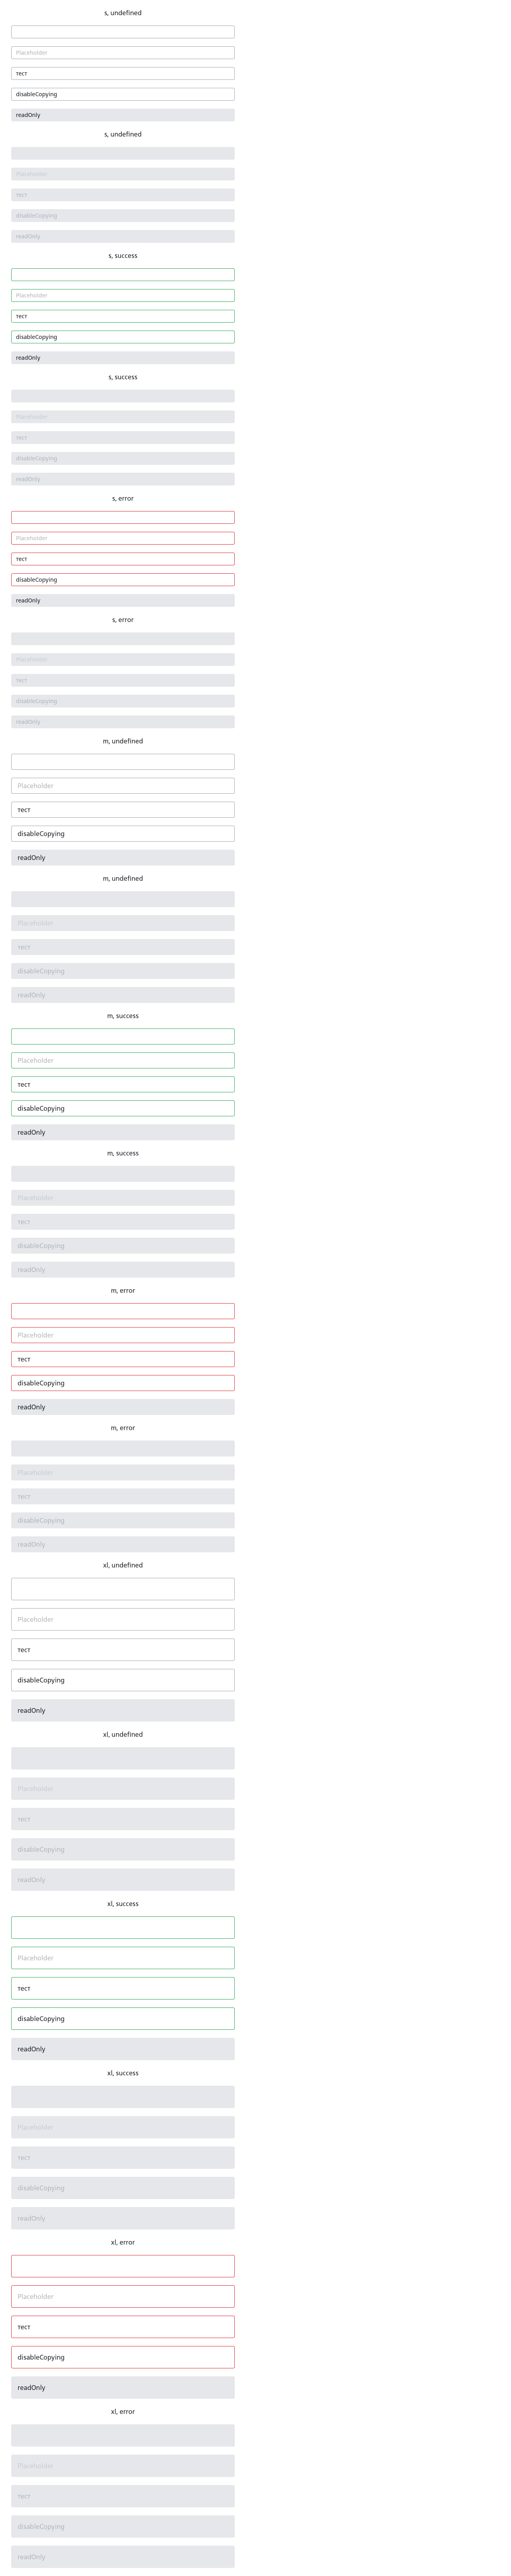 s, undefined
Placeholder
тест
disableCopying
readOnly
s, undefined
Placeholder
тест
disableCopying
readOnly
s, success
Placeholder
тест
disableCopying
readOnly
s, success
Placeholder
тест
disableCopying
readOnly
s, error
Placeholder
тест
disableCopying
readOnly
s, error
Placeholder
тест
disableCopying
readOnly
m, undefined
Placeholder
тест
disableCopying
readOnly
m, undefined
Placeholder
тест
disableCopying
readOnly
m, success
Placeholder
тест
disableCopying
readOnly
m, success
Placeholder
тест
disableCopying
readOnly
m, error
Placeholder
тест
disableCopying
readOnly
m, error
Placeholder
тест
disableCopying
readOnly
xl, undefined
Placeholder
тест
disableCopying
readOnly
xl, undefined
Placeholder
тест
disableCopying
readOnly
xl, success
Placeholder
тест
disableCopying
readOnly
xl, success
Placeholder
тест
disableCopying
readOnly
xl, error
Placeholder
тест
disableCopying
readOnly
xl, error
Placeholder
тест
disableCopying
readOnly